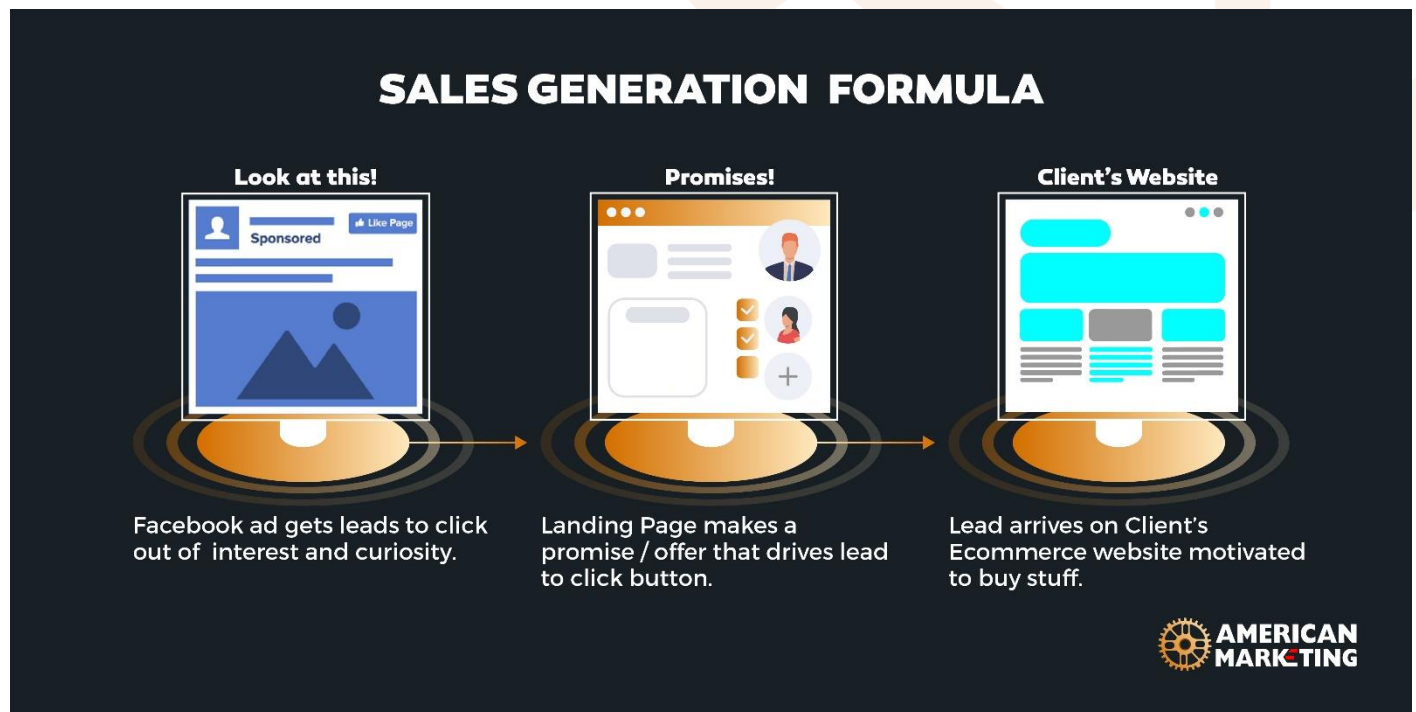 SALES GENERATION FORMULA
Look at this!
Sponsored
Like Page
Facebook ad gets leads to click
out of interest and curiosity.
Promises!
Landing Page makes a
promise / offer that drives lead
to click button.
Client's Website
Lead arrives on Client's
Ecommerce website motivated
to buy stuff.
AMERICAN
MARKETING